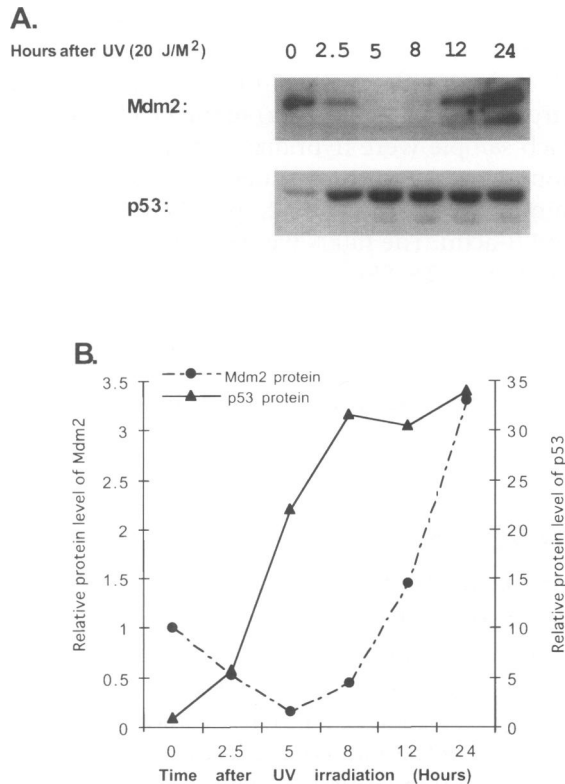 A.
Hours after UV (20 J/M²) 0 2.5 5 8 12 24
Mdm2:
p53:
B.
Mdm2 protein
p53 protein
3.5
3
2.5
2
1.5
1
0.5
0
Relative protein level of Mdm2
35
30
25
20
15
10
5
0
Relative protein level of p53
0 2.5 5 8 12 24
Time after UV irradiation (Hours)